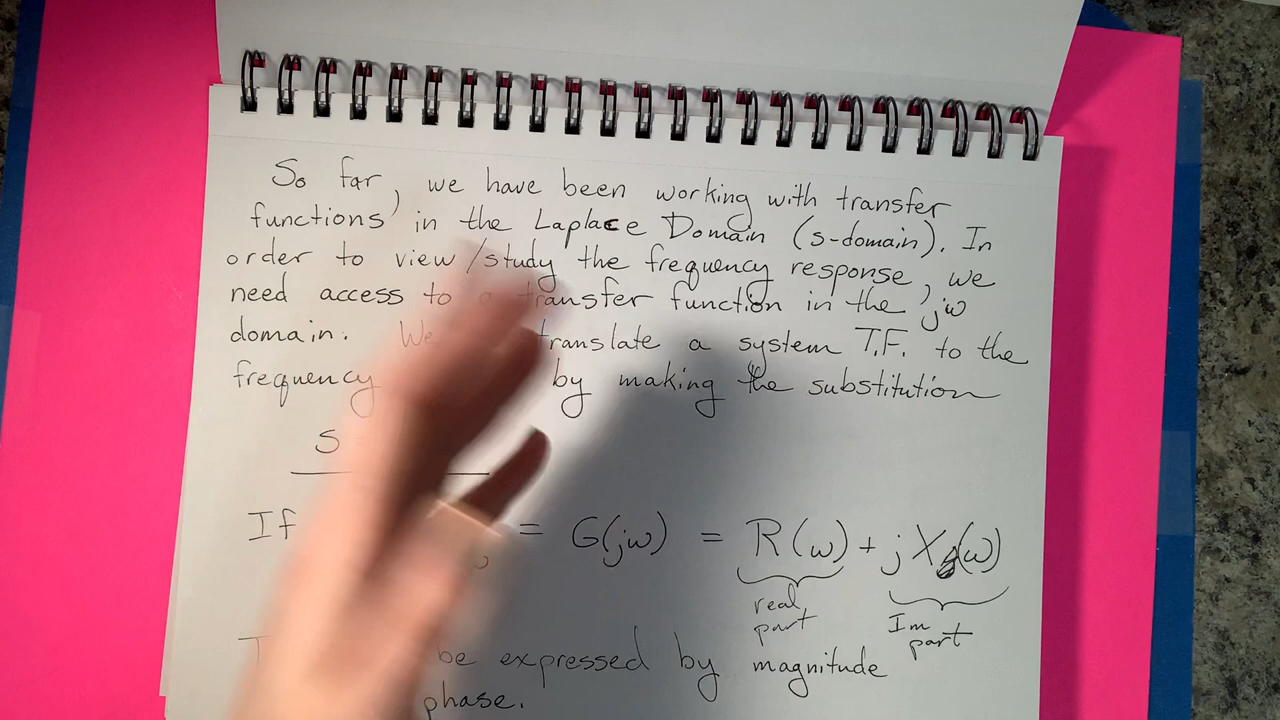 So far, we have been working with transfer
functions in the Laplace Domain (s-domain). In
order to view/study the frequency response, we
need access to a transfer function in the jω
domain. We translate a system T.F. to the
frequency by making the substitution
S
If = G(jω) = R(ω) + j X(ω)
real part Im part
be expressed by magnitude
phase.